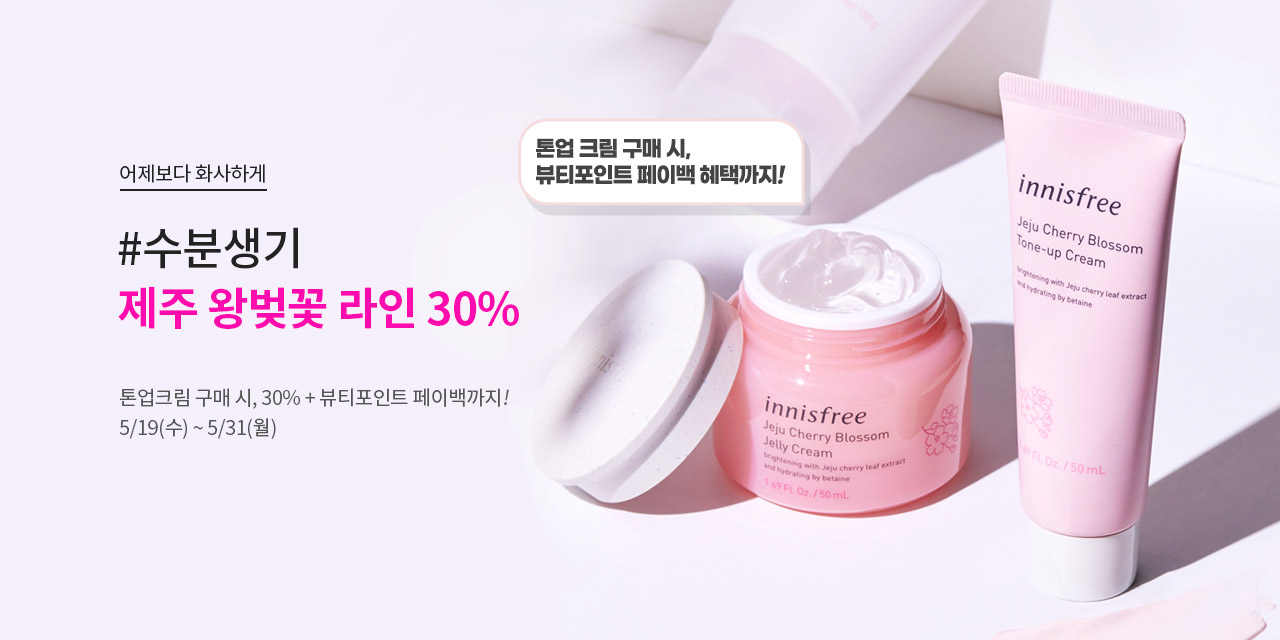 어제보다 화사하게
#수분생기
제주 왕벚꽃 라인 30%
톤업크림 구매 시, 30% + 뷰티포인트 페이백까지!
5/19(수) ~ 5/31(월)
톤업 크림 구매 시,
뷰티포인트 페이백 혜택까지!
innisfree
Jeju Cherry Blossom
Jelly Cream
brightening with Jeju cherry leaf extract
and hydrating by betaine
1.69 Fl. Oz. / 50 mL
innisfree
Jeju Cherry Blossom
Tone-up Cream
brightening with Jeju cherry leaf extract
and hydrating by betaine
.69 Fl. Oz. / 50 mL